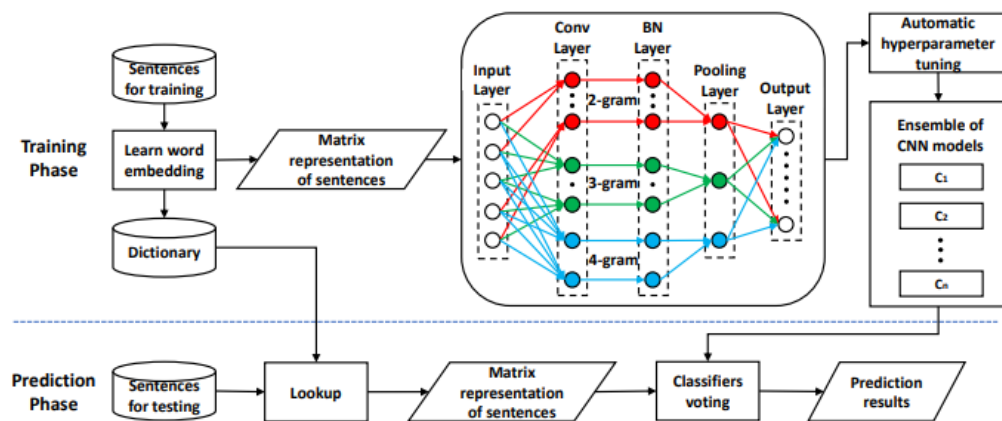 Sentences
for training
Training
Phase
Learn word
embedding
Dictionary
Matrix
representation
of sentences
Input
Layer
Conv
Layer
BN
Layer
Pooling
Layer
Output
Layer
2-gram
3-gram
4-gram
Automatic
hyperparameter
tuning
Ensemble of
CNN models
C1
C2
Cn
Prediction
Phase
Sentences
for testing
Lookup
Matrix
representation
of sentences
Classifiers
voting
Prediction
results